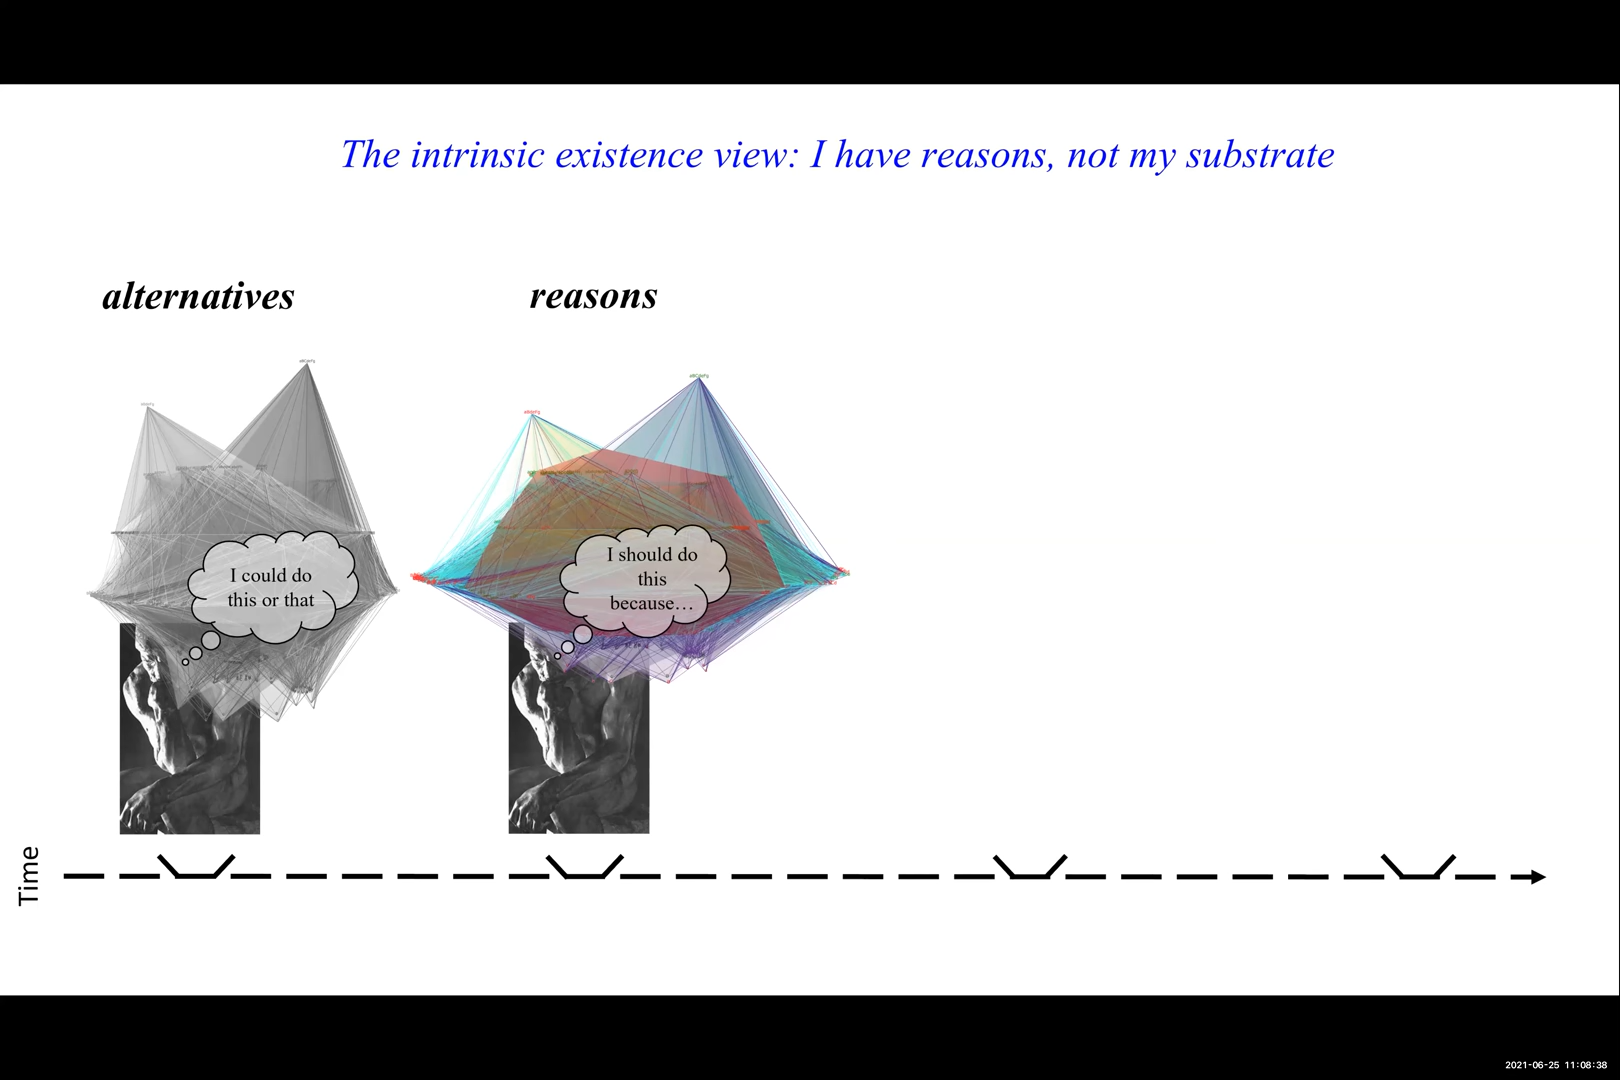 The intrinsic existence view: I have reasons, not my substrate
alternatives
reasons
I could do
this or that
I should do
this
because…
Time
2021-06-25 11:08:38